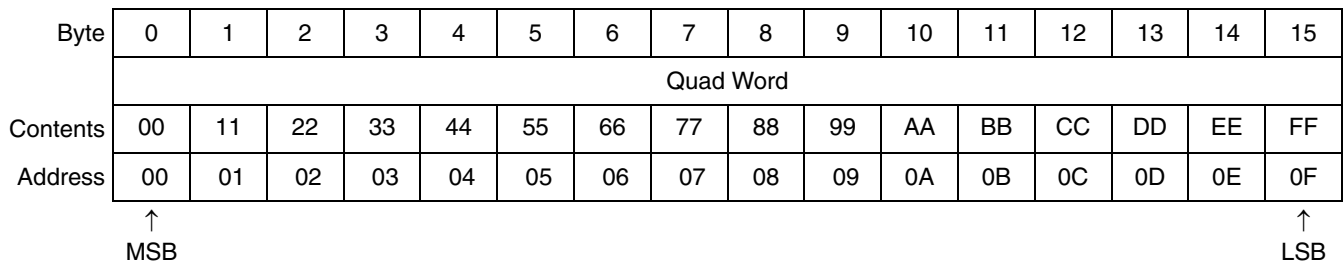 Byte 0 1 2 3 4 5 6 7 8 9 10 11 12 13 14 15
Quad Word
Contents 00 11 22 33 44 55 66 77 88 99 AA BB CC DD EE FF
Address 00 01 02 03 04 05 06 07 08 09 0A 0B 0C 0D 0E 0F
↑ ↑
MSB LSB